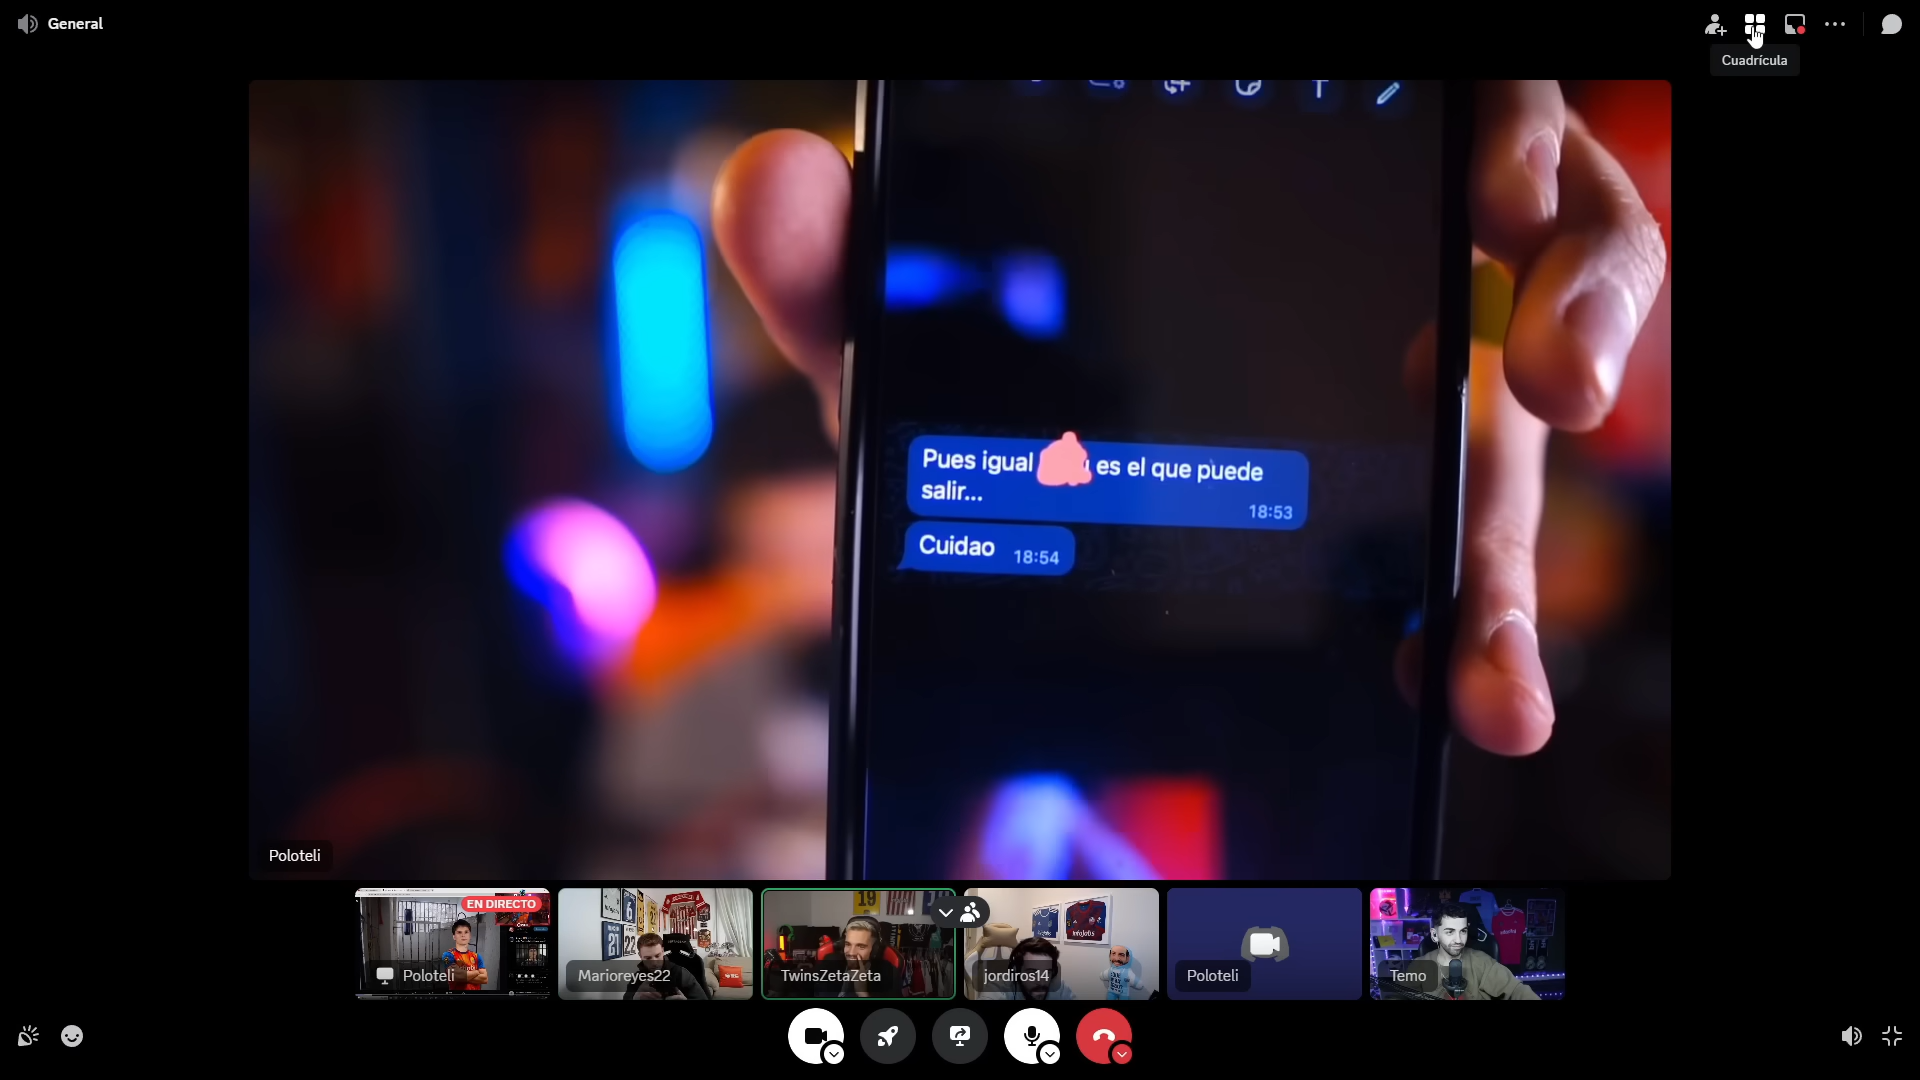 General
Cuadrícula
Pues igual es el que puede
salir...
18:53
Cuidao 18:54
Poloteli
EN DIRECTO
Poloteli
Marioreyes22
TwinsZetaZeta
jordiros14
Poloteli
Temo